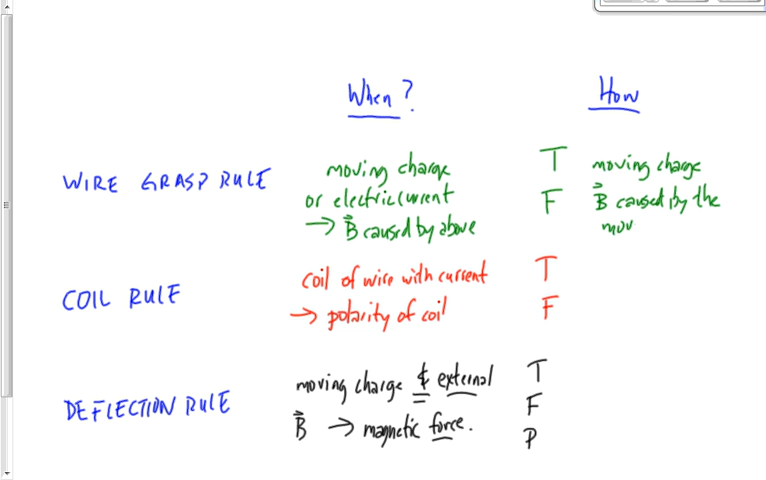 When? How
WIRE GRASP RULE moving charge T moving charge
or electric current F B⃗ caused by the
→ B⃗ caused by above mov
COIL RULE coil of wire with current T
→ polarity of coil F
DEFLECTION RULE moving charge & external T
B⃗ → magnetic force. F
P